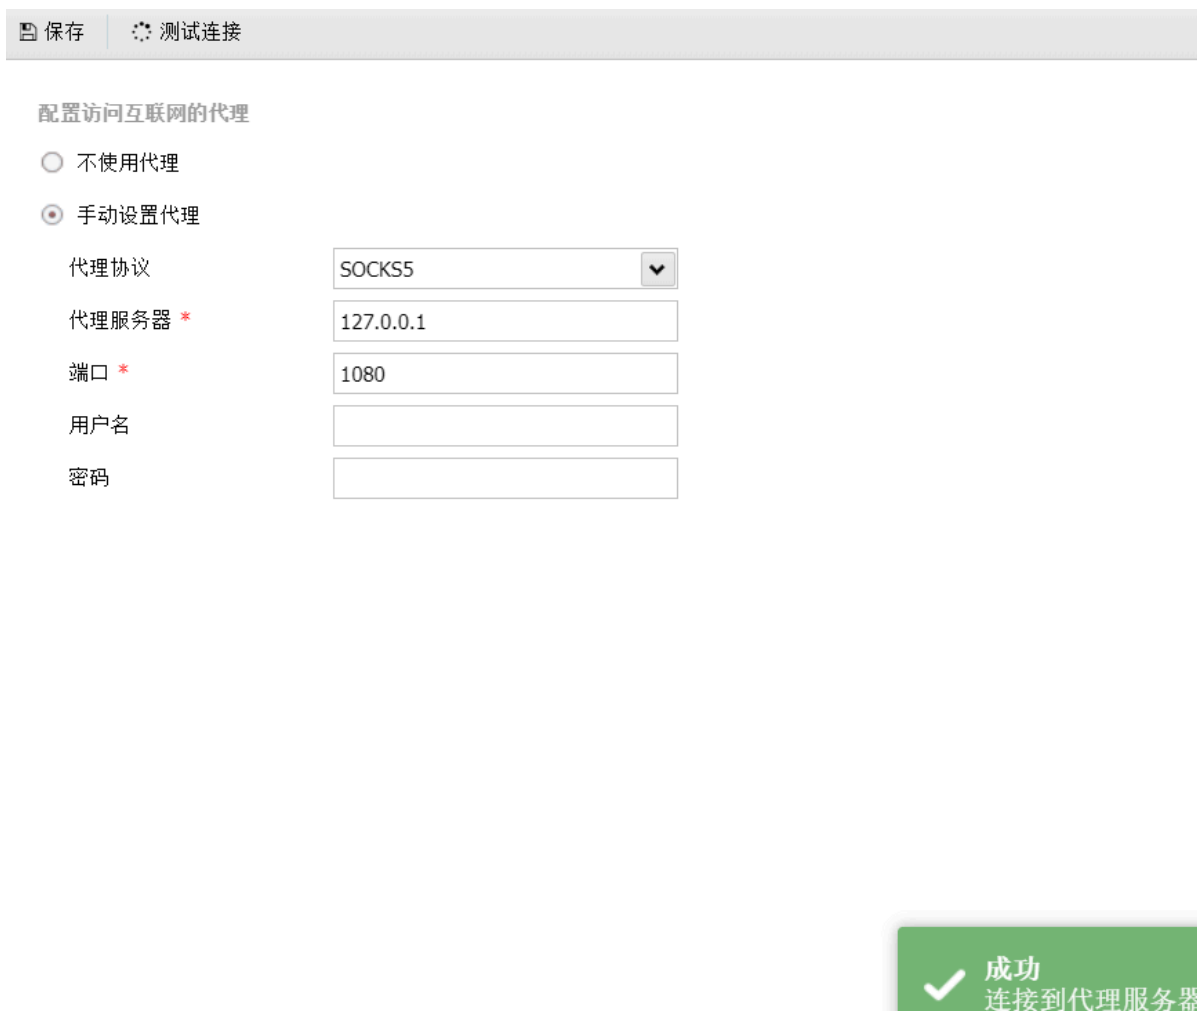 保存 测试连接
配置访问互联网的代理
不使用代理
手动设置代理
代理协议 SOCKS5
代理服务器 * 127.0.0.1
端口 * 1080
用户名
密码
成功
连接到代理服务器